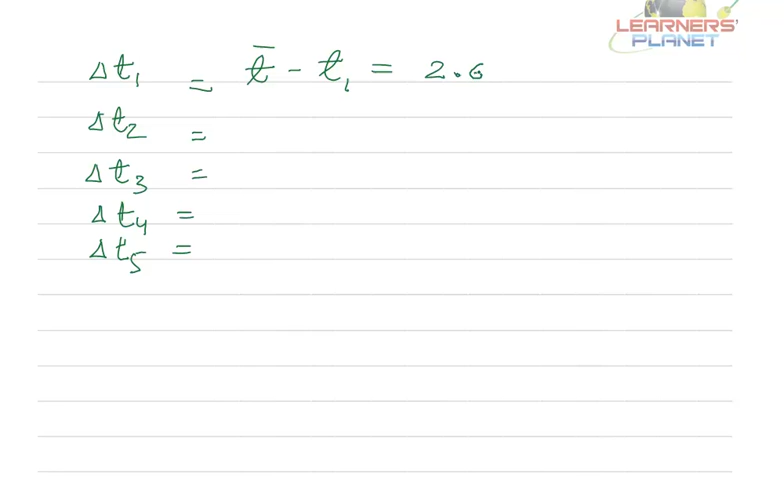 LEARNERS'
PLANET
Δt₁ = t̄ - t₁ = 2.6
Δt₂ =
Δt₃ =
Δt₄ =
Δt₅ =